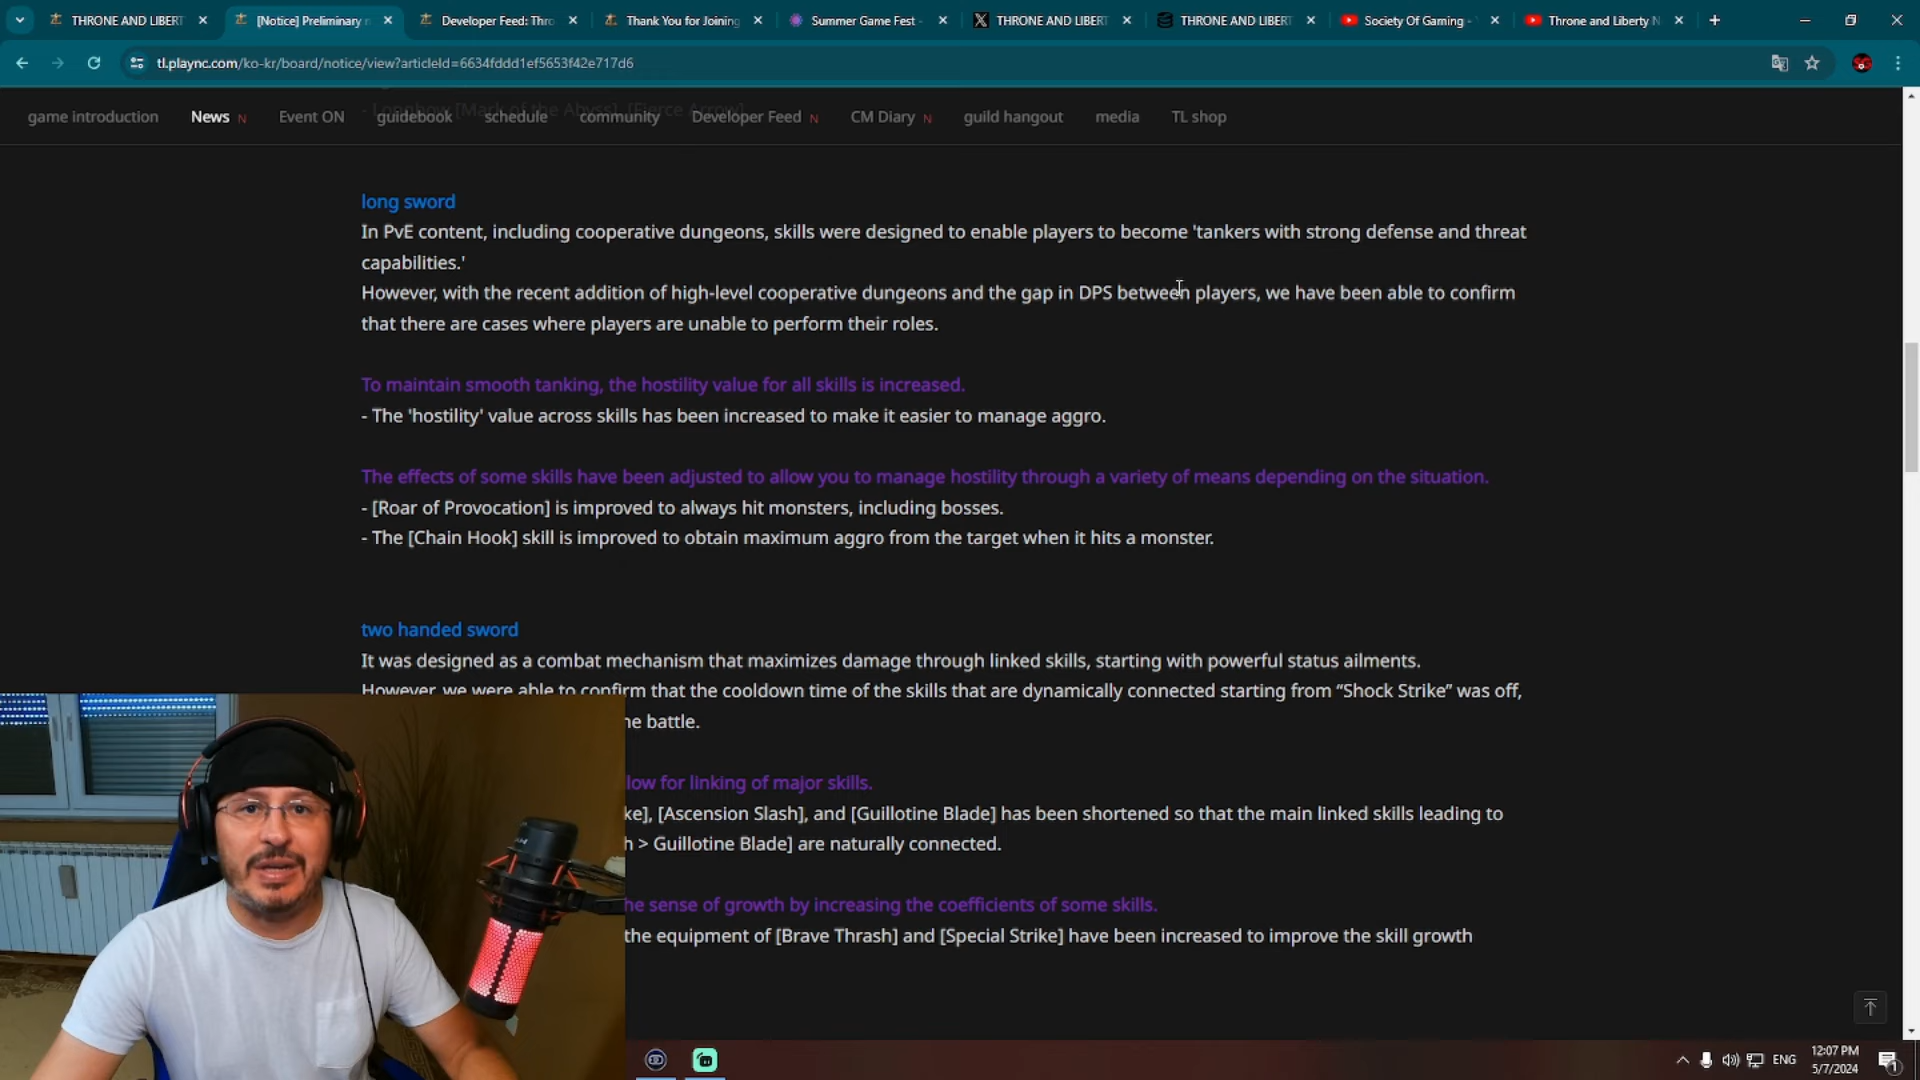 THRONE AND LIBERT
[Notice] Preliminary n
Developer Feed: Thro
Thank You for Joining
Summer Game Fest -
THRONE AND LIBERT
THRONE AND LIBERT
Society Of Gaming -
Throne and Liberty N
tl.plaync.com/ko-kr/board/notice/view?articleId=6634fddd1ef5653f42e717d6
- Longbow [Mark of the Abyss], [Fierce Arrow]
game introduction News N Event ON guidebook schedule community Developer Feed N CM Diary N guild hangout media TL shop
long sword
In PvE content, including cooperative dungeons, skills were designed to enable players to become 'tankers with strong defense and threat
capabilities.'
However, with the recent addition of high-level cooperative dungeons and the gap in DPS between players, we have been able to confirm
that there are cases where players are unable to perform their roles.
To maintain smooth tanking, the hostility value for all skills is increased.
- The 'hostility' value across skills has been increased to make it easier to manage aggro.
The effects of some skills have been adjusted to allow you to manage hostility through a variety of means depending on the situation.
- [Roar of Provocation] is improved to always hit monsters, including bosses.
- The [Chain Hook] skill is improved to obtain maximum aggro from the target when it hits a monster.
two handed sword
It was designed as a combat mechanism that maximizes damage through linked skills, starting with powerful status ailments.
However, we were able to confirm that the cooldown time of the skills that are dynamically connected starting from “Shock Strike” was off,
he battle.
low for linking of major skills.
ke], [Ascension Slash], and [Guillotine Blade] has been shortened so that the main linked skills leading to
h > Guillotine Blade] are naturally connected.
he sense of growth by increasing the coefficients of some skills.
the equipment of [Brave Thrash] and [Special Strike] have been increased to improve the skill growth
ENG
12:07 PM
5/7/2024
1